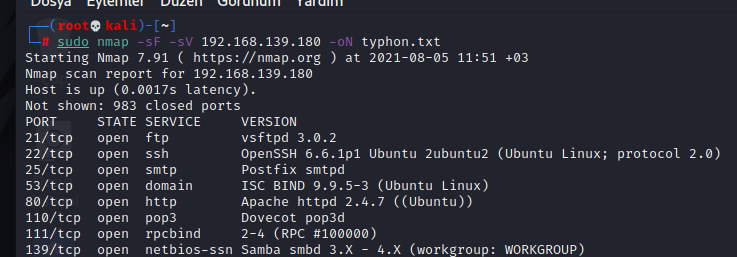 Dosya Eylemler Düzen Görünüm Yardım
(root💀kali)-[~]
# sudo nmap -sF -sV 192.168.139.180 -oN typhon.txt
Starting Nmap 7.91 ( https://nmap.org ) at 2021-08-05 11:51 +03
Nmap scan report for 192.168.139.180
Host is up (0.0017s latency).
Not shown: 983 closed ports
PORT STATE SERVICE VERSION
21/tcp open ftp vsftpd 3.0.2
22/tcp open ssh OpenSSH 6.6.1p1 Ubuntu 2ubuntu2 (Ubuntu Linux; protocol 2.0)
25/tcp open smtp Postfix smtpd
53/tcp open domain ISC BIND 9.9.5-3 (Ubuntu Linux)
80/tcp open http Apache httpd 2.4.7 ((Ubuntu))
110/tcp open pop3 Dovecot pop3d
111/tcp open rpcbind 2-4 (RPC #100000)
139/tcp open netbios-ssn Samba smbd 3.X - 4.X (workgroup: WORKGROUP)